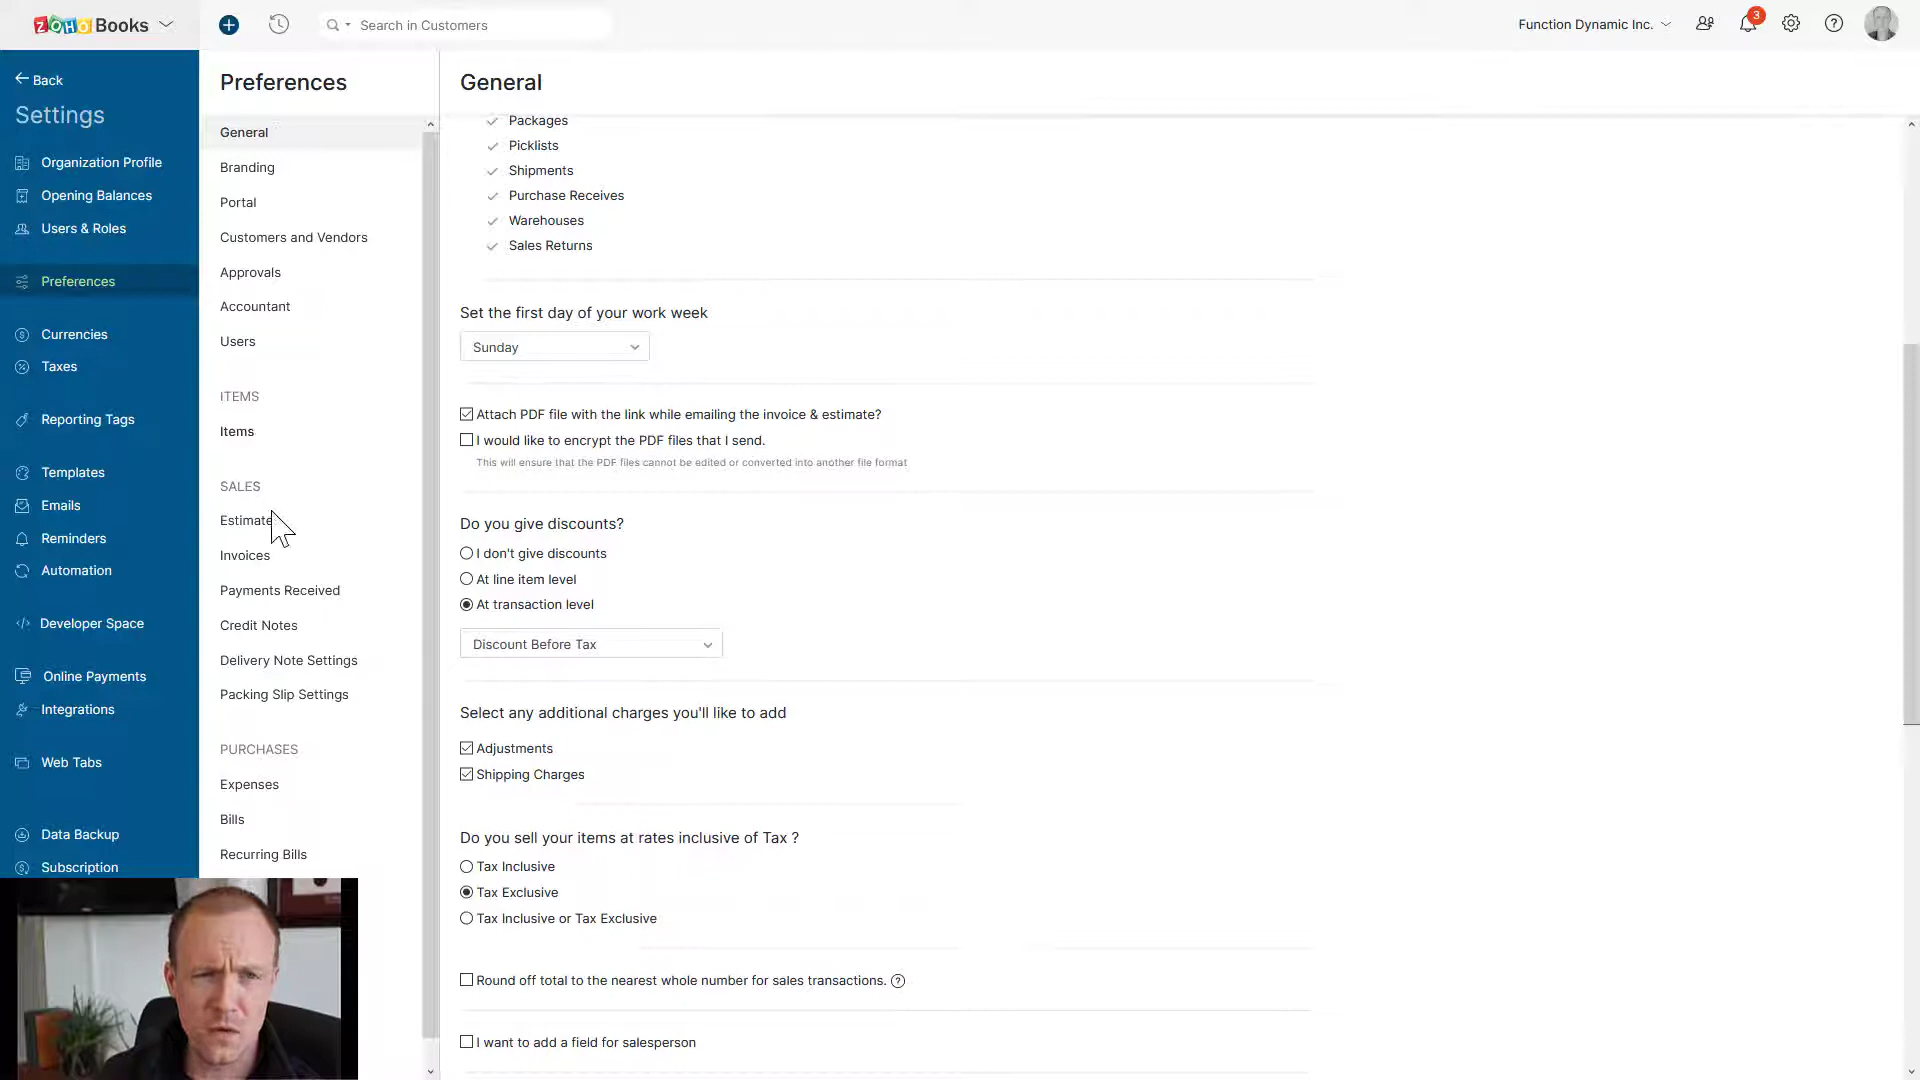 ZOHO Books
Search in Customers
Function Dynamic Inc.
3
Back
Settings
Organization Profile
Opening Balances
Users & Roles
Preferences
Currencies
Taxes
Reporting Tags
Templates
Emails
Reminders
Automation
Developer Space
Online Payments
Integrations
Web Tabs
Data Backup
Subscription
Preferences
General
Branding
Portal
Customers and Vendors
Approvals
Accountant
Users
ITEMS
Items
SALES
Estimate
Invoices
Payments Received
Credit Notes
Delivery Note Settings
Packing Slip Settings
PURCHASES
Expenses
Bills
Recurring Bills
General
Packages
Picklists
Shipments
Purchase Receives
Warehouses
Sales Returns
Set the first day of your work week
Sunday
Attach PDF file with the link while emailing the invoice & estimate?
I would like to encrypt the PDF files that I send.
This will ensure that the PDF files cannot be edited or converted into another file format
Do you give discounts?
I don't give discounts
At line item level
At transaction level
Discount Before Tax
Select any additional charges you'll like to add
Adjustments
Shipping Charges
Do you sell your items at rates inclusive of Tax ?
Tax Inclusive
Tax Exclusive
Tax Inclusive or Tax Exclusive
Round off total to the nearest whole number for sales transactions.
I want to add a field for salesperson